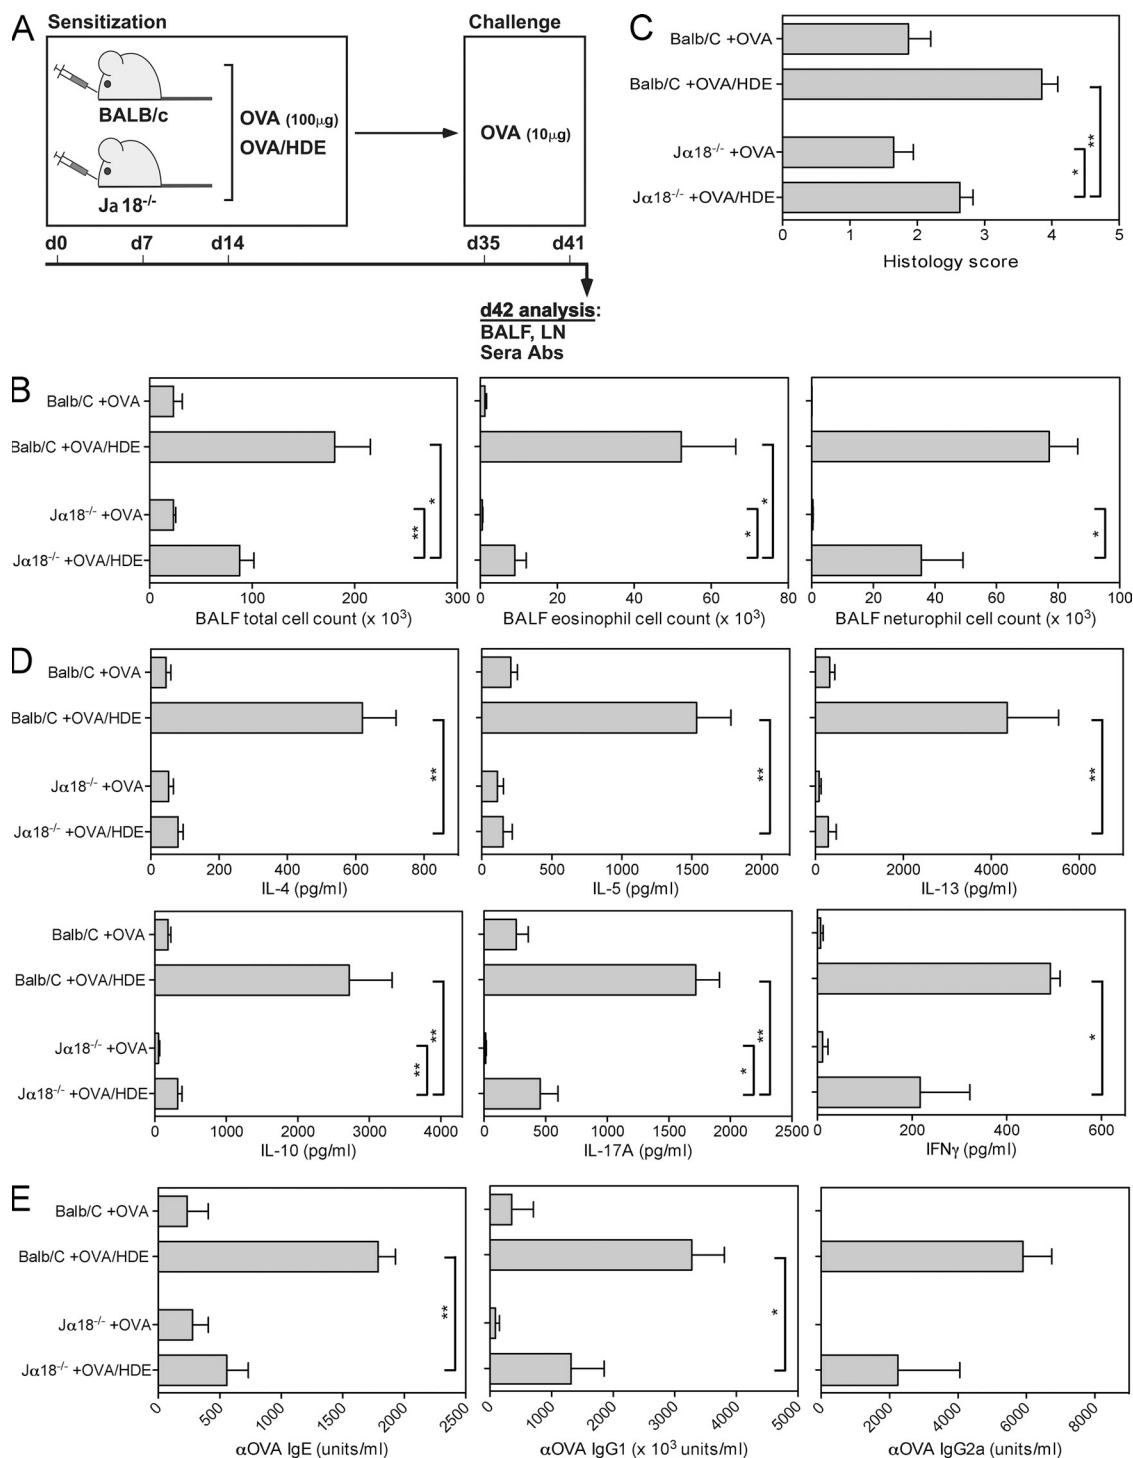 A
Sensitization
Challenge
BALB/c
Ja 18-/-
OVA (100µg)
OVA/HDE
OVA (10µg)
d0 d7 d14 d35 d41
d42 analysis:
BALF, LN
Sera Abs
C
Balb/C +OVA
Balb/C +OVA/HDE
Jα18-/- +OVA
Jα18-/- +OVA/HDE
*
**
0 1 2 3 4 5
Histology score
B
Balb/C +OVA
Balb/C +OVA/HDE
Jα18-/- +OVA
Jα18-/- +OVA/HDE
**
*
0 100 200 300
BALF total cell count (x 10³)
*
*
0 20 40 60 80
BALF eosinophil cell count (x 10³)
*
0 20 40 60 80 100
BALF neturophil cell count (x 10³)
D
Balb/C +OVA
Balb/C +OVA/HDE
Jα18-/- +OVA
Jα18-/- +OVA/HDE
**
0 200 400 600 800
IL-4 (pg/ml)
**
0 500 1000 1500 2000
IL-5 (pg/ml)
**
0 2000 4000 6000
IL-13 (pg/ml)
Balb/C +OVA
Balb/C +OVA/HDE
Jα18-/- +OVA
Jα18-/- +OVA/HDE
**
**
0 1000 2000 3000 4000
IL-10 (pg/ml)
*
**
0 500 1000 1500 2000 2500
IL-17A (pg/ml)
*
0 200 400 600
IFNγ (pg/ml)
E
Balb/C +OVA
Balb/C +OVA/HDE
Jα18-/- +OVA
Jα18-/- +OVA/HDE
**
0 500 1000 1500 2000 2500
αOVA IgE (units/ml)
*
0 1000 2000 3000 4000 5000
αOVA IgG1 (x 10³ units/ml)
0 2000 4000 6000 8000
αOVA IgG2a (units/ml)